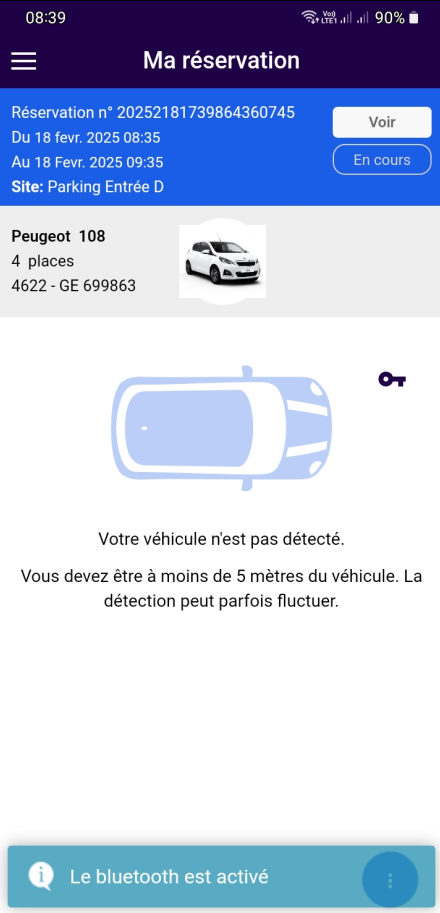 08:39
Vo)) LTE1 90%
Ma réservation
Réservation n° 20252181739864360745
Du 18 fevr. 2025 08:35
Au 18 Fevr. 2025 09:35
Site: Parking Entrée D
Voir
En cours
Peugeot 108
4 places
4622 - GE 699863
Votre véhicule n'est pas détecté.
Vous devez être à moins de 5 mètres du véhicule. La
détection peut parfois fluctuer.
Le bluetooth est activé